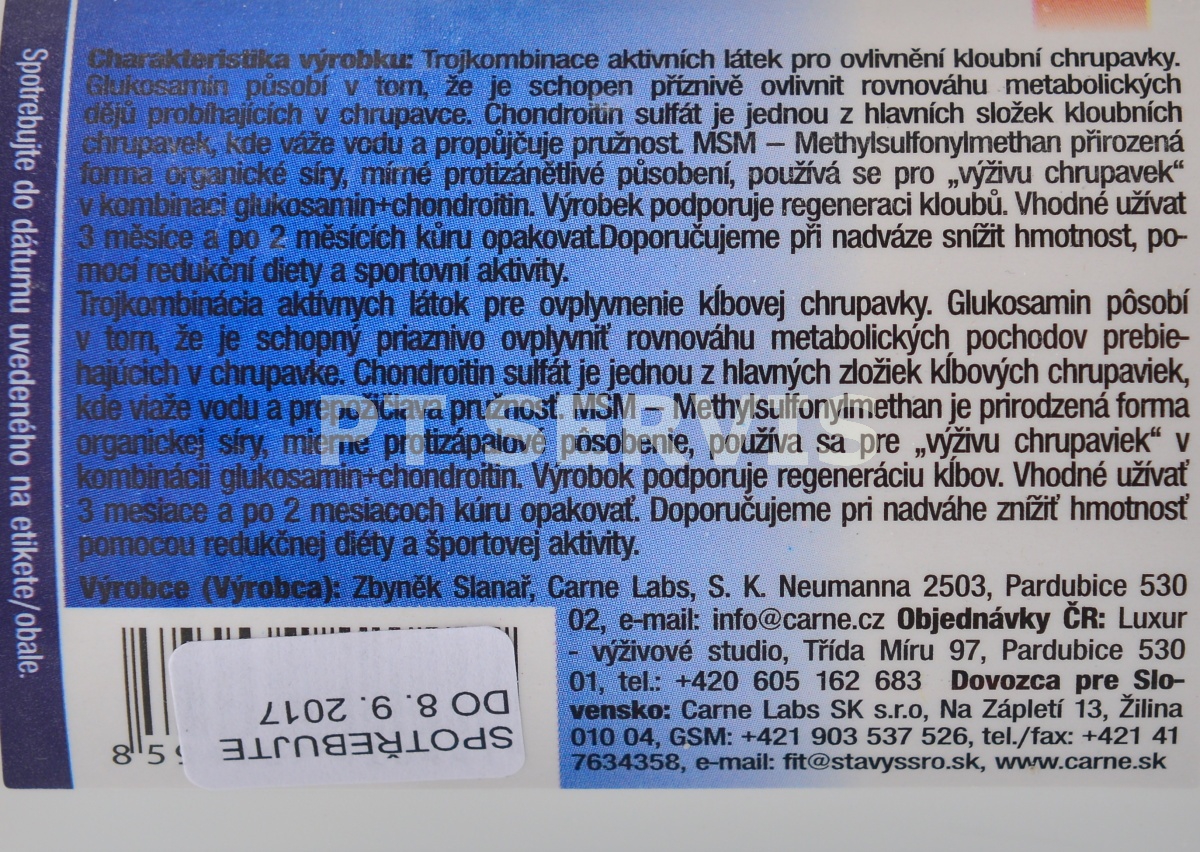 Charakteristika výrobku: Trojkombinace aktivních látek pro ovlivnění kloubní chrupavky.
Glukosamin působí v tom, že je schopen příznivě ovlivnit rovnováhu metabolických
dějů probíhajících v chrupavce. Chondroitin sulfát je jednou z hlavních složek kloubních
chrupavek, kde váže vodu a propůjčuje pružnost. MSM – Methylsulfonylmethan přirozená
forma organické síry, mírné protizánětlivé působení, používá se pro „výživu chrupavek“
v kombinaci glukosamin+chondroitin. Výrobek podporuje regeneraci kloubů. Vhodné užívat
3 měsíce a po 2 měsících kůru opakovat.Doporučujeme při nadváze snížit hmotnost, po-
mocí redukční diety a sportovní aktivity.
Trojkombinácia aktívnych látok pre ovplyvnenie kĺbovej chrupavky. Glukosamin pôsobí
v tom, že je schopný priaznivo ovplyvniť rovnováhu metabolických pochodov prebie-
hajúcich v chrupavke. Chondroitin sulfát je jednou z hlavných zložiek kĺbových chrupaviek,
kde viaže vodu a prepožičiava pružnosť. MSM – Methylsulfonylmethan je prirodzená forma
organickej síry, mierne protizápalové pôsobenie, používa sa pre „výživu chrupaviek“ v
kombinácii glukosamin+chondroitin. Výrobok podporuje regeneráciu kĺbov. Vhodné užívať
3 mesiace a po 2 mesiacoch kúru opakovať. Doporučujeme pri nadváhe znížiť hmotnosť
pomocou redukčnej diéty a športovej aktivity.
Výrobce (Výrobca): Zbyněk Slanař, Carne Labs, S. K. Neumanna 2503, Pardubice 530
02, e-mail: info@carne.cz Objednávky ČR: Luxur
- výživové studio, Třída Míru 97, Pardubice 530
01, tel.: +420 605 162 683 Dovozca pre Slo-
vensko: Carne Labs SK s.r.o, Na Zápletí 13, Žilina
010 04, GSM: +421 903 537 526, tel./fax: +421 41
7634358, e-mail: fit@stavyssro.sk, www.carne.sk
Spotrebujte do dátumu uvedeného na etikete/obale.
SPOTŘEBUJTE
DO 8. 9. 2017
PT SERVIS